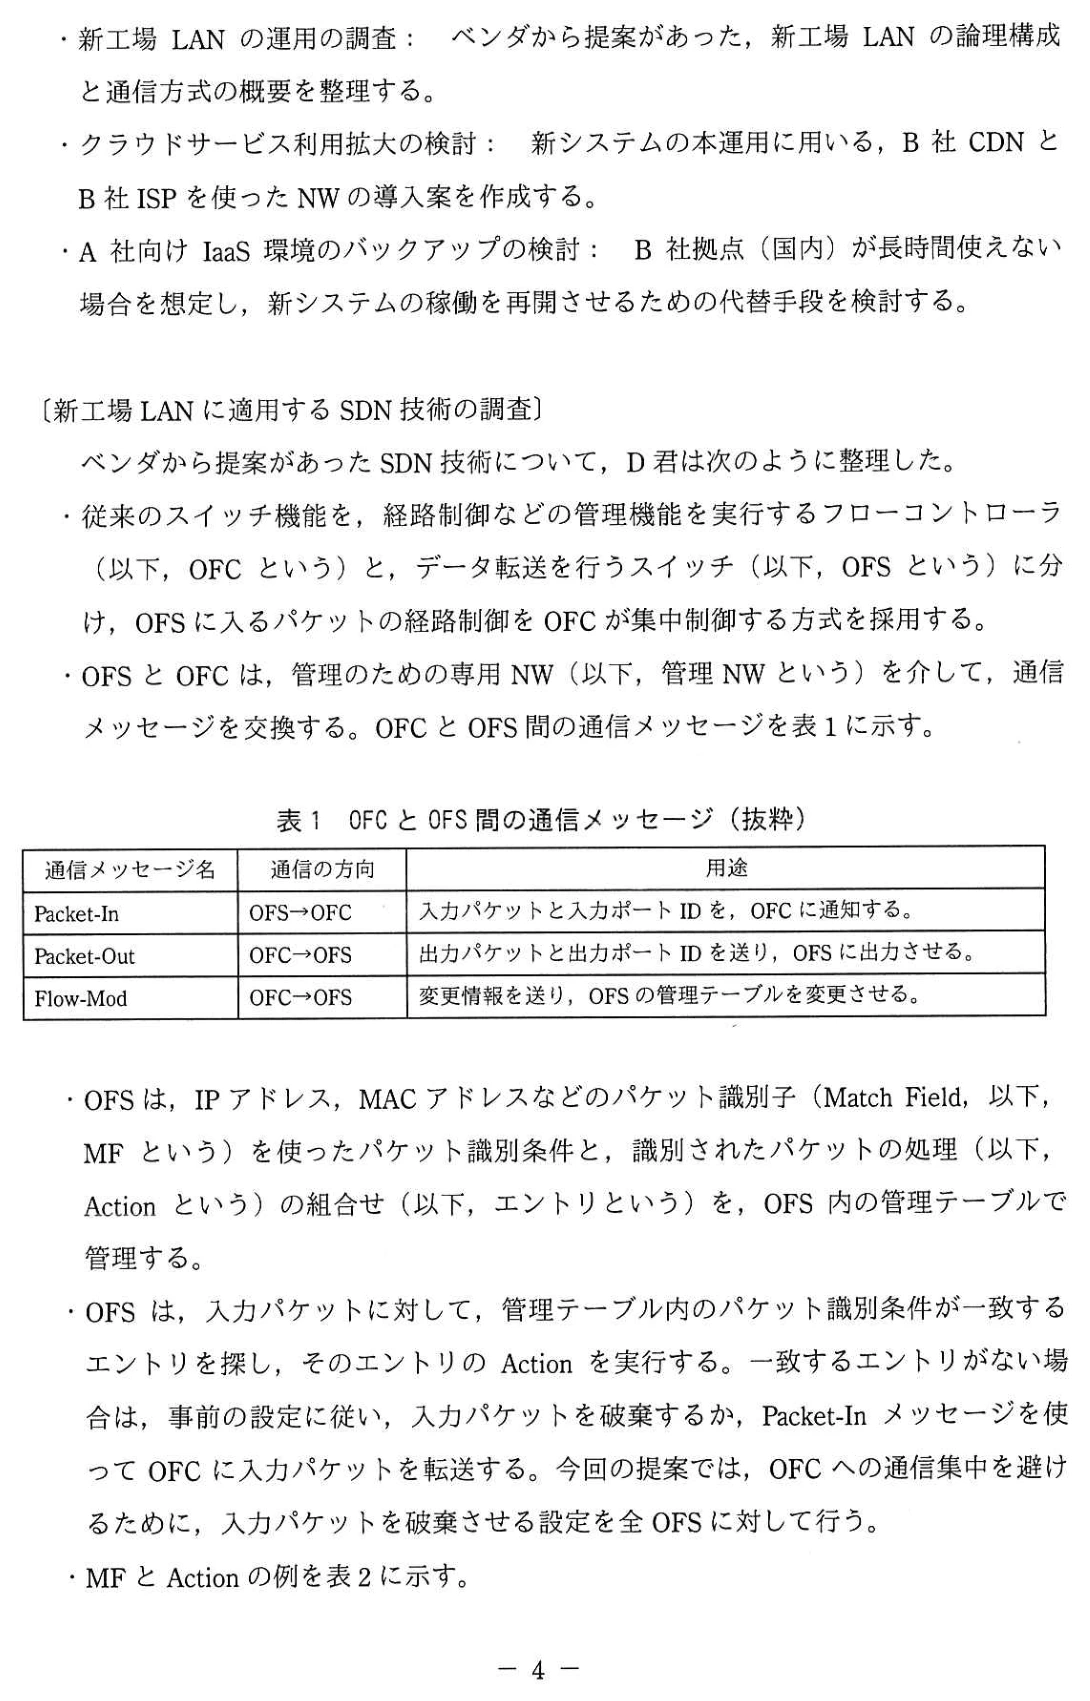 ・新工場 LAN の運用の調査：　ベンダから提案があった，新工場 LAN の論理構成
と通信方式の概要を整理する。
・クラウドサービス利用拡大の検討：　新システムの本運用に用いる，B 社 CDN と
B 社 ISP を使った NW の導入案を作成する。
・A 社向け IaaS 環境のバックアップの検討：　B 社拠点（国内）が長時間使えない
場合を想定し，新システムの稼働を再開させるための代替手段を検討する。
〔新工場 LAN に適用する SDN 技術の調査〕
ベンダから提案があった SDN 技術について，D 君は次のように整理した。
・従来のスイッチ機能を，経路制御などの管理機能を実行するフローコントローラ
（以下，OFC という）と，データ転送を行うスイッチ（以下，OFS という）に分
け，OFS に入るパケットの経路制御を OFC が集中制御する方式を採用する。
・OFS と OFC は，管理のための専用 NW（以下，管理 NW という）を介して，通信
メッセージを交換する。OFC と OFS 間の通信メッセージを表 1 に示す。
表 1　OFC と OFS 間の通信メッセージ（抜粋）
通信メッセージ名　通信の方向　用途
Packet-In　OFS→OFC　入力パケットと入力ポート ID を，OFC に通知する。
Packet-Out　OFC→OFS　出力パケットと出力ポート ID を送り，OFS に出力させる。
Flow-Mod　OFC→OFS　変更情報を送り，OFS の管理テーブルを変更させる。
・OFS は，IP アドレス，MAC アドレスなどのパケット識別子（Match Field，以下，
MF という）を使ったパケット識別条件と，識別されたパケットの処理（以下，
Action という）の組合せ（以下，エントリという）を，OFS 内の管理テーブルで
管理する。
・OFS は，入力パケットに対して，管理テーブル内のパケット識別条件が一致する
エントリを探し，そのエントリの Action を実行する。一致するエントリがない場
合は，事前の設定に従い，入力パケットを破棄するか，Packet-In メッセージを使
って OFC に入力パケットを転送する。今回の提案では，OFC への通信集中を避け
るために，入力パケットを破棄させる設定を全 OFS に対して行う。
・MF と Action の例を表 2 に示す。
－ 4 －